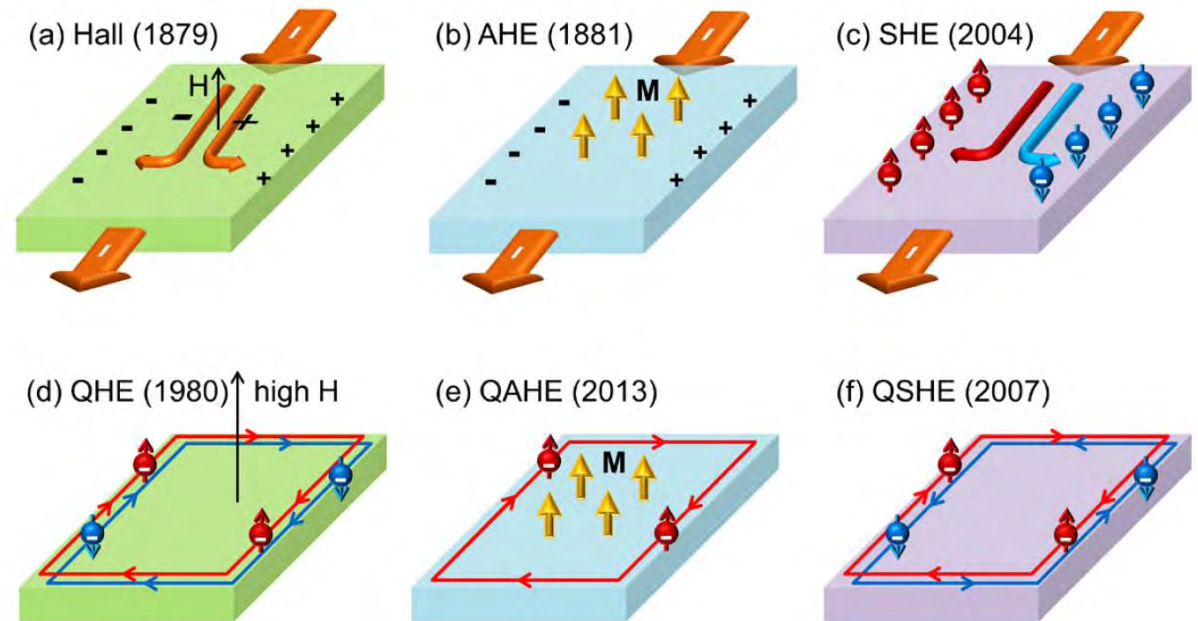 (a) Hall (1879)
(b) AHE (1881)
(c) SHE (2004)
H
M
(d) QHE (1980)
high H
(e) QAHE (2013)
(f) QSHE (2007)
M